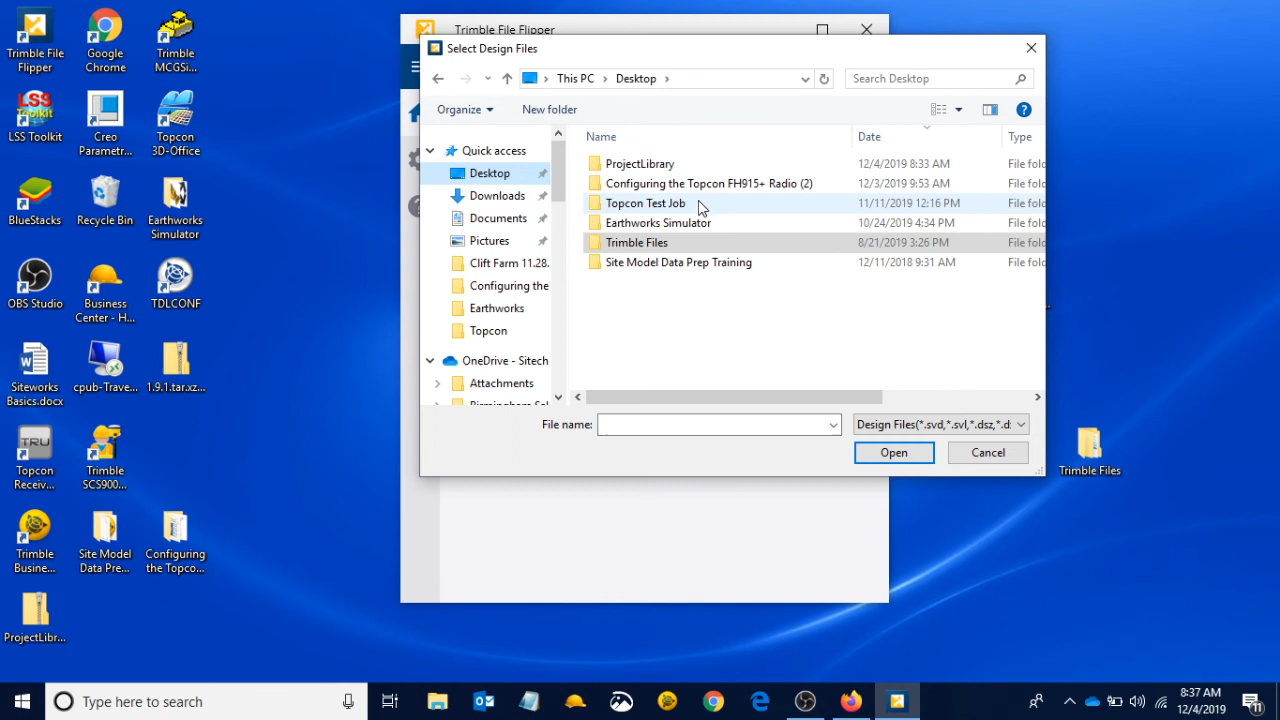 Trimble File
Flipper
Google
Chrome
Trimble
MCGSi...
LSS
Toolkit
LSS Toolkit
Creo
Parametr...
Topcon
3D-Office
BlueStacks
Recycle Bin
Earthworks
Simulator
OBS Studio
Business
Center - H...
TDLCONF
Siteworks
Basics.docx
cpub-Trave...
1.9.1.tar.xz...
TRU
Topcon
Receiv...
Trimble
SCS900...
Trimble
Busine...
Site Model
Data Pre...
Configuring
the Topco...
ProjectLibr...
Trimble File Flipper
Select Design Files
This PC > Desktop >
Search Desktop
Organize
New folder
Name Date Type
Quick access
Desktop
Downloads
Documents
Pictures
Clift Farm 11.28.
Configuring the
Earthworks
Topcon
OneDrive - Sitech
Attachments
ProjectLibrary 12/4/2019 8:33 AM File fold
Configuring the Topcon FH915+ Radio (2) 12/3/2019 9:53 AM File fold
Topcon Test Job 11/11/2019 12:16 PM File fold
Earthworks Simulator 10/24/2019 4:34 PM File fold
Trimble Files 8/21/2019 3:26 PM File fold
Site Model Data Prep Training 12/11/2018 9:31 AM File fold
File name:
Design Files(*.svd,*.svl,*.dsz,*.d
Open
Cancel
Trimble Files
Type here to search
8:37 AM
12/4/2019
11